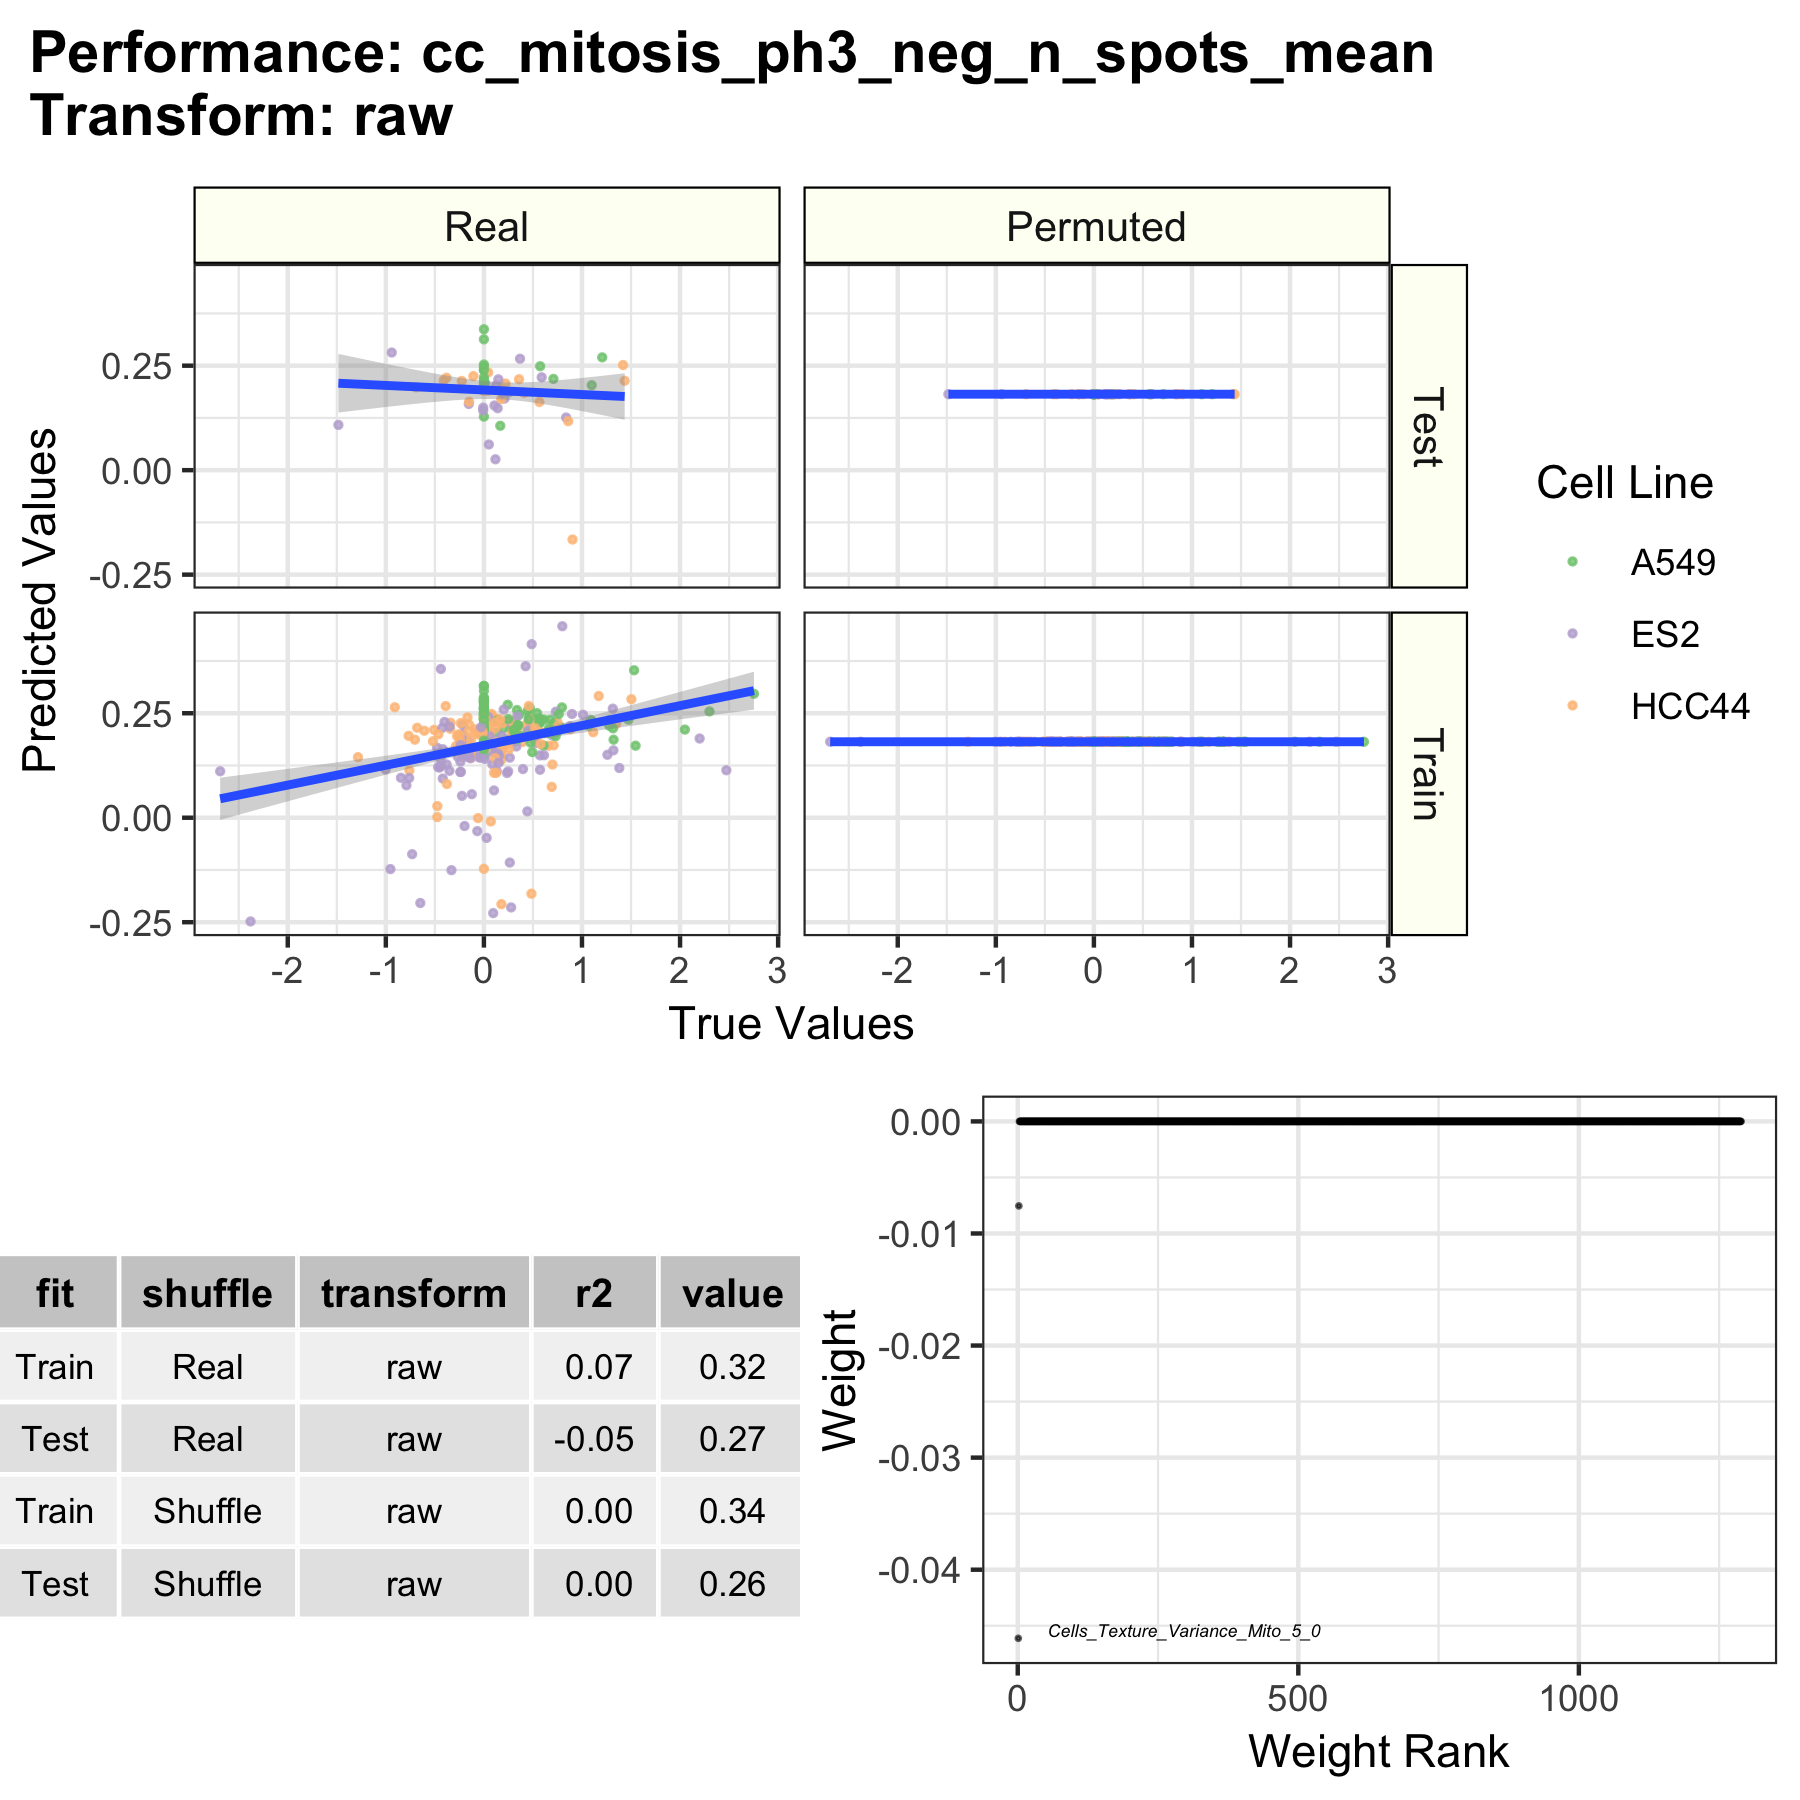 Performance: cc_mitosis_ph3_neg_n_spots_mean
Transform: raw
Real
Permuted
Predicted Values
0.25
0.00
-0.25
Test
0.25
0.00
-0.25
Train
-2 -1 0 1 2 3
-2 -1 0 1 2 3
True Values
Cell Line
A549
ES2
HCC44
fit shuffle transform r2 value
Train Real raw 0.07 0.32
Test Real raw -0.05 0.27
Train Shuffle raw 0.00 0.34
Test Shuffle raw 0.00 0.26
Weight
0.00
-0.01
-0.02
-0.03
-0.04
Cells_Texture_Variance_Mito_5_0
0 500 1000
Weight Rank